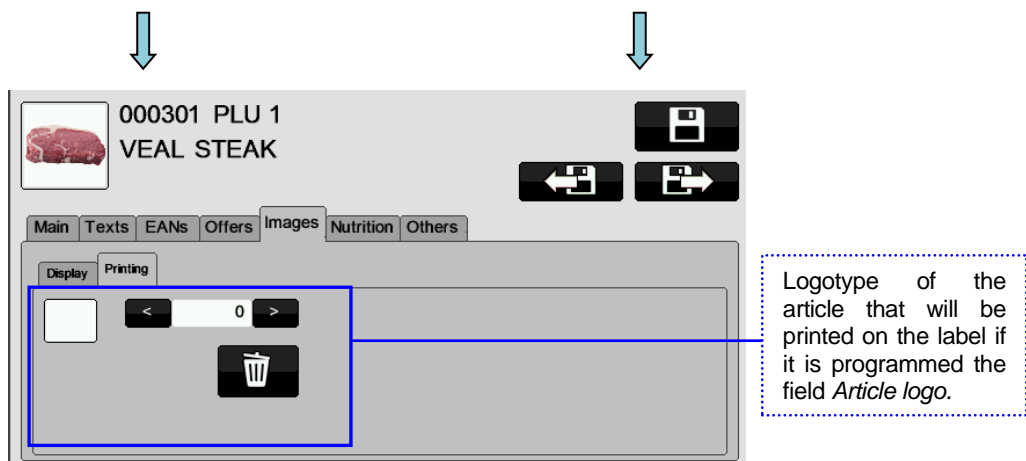 000301 PLU 1
VEAL STEAK
Main Texts EANs Offers Images Nutrition Others
Display Printing
< 0 >
Logotype of the
article that will be
printed on the label if
it is programmed the
field Article logo.